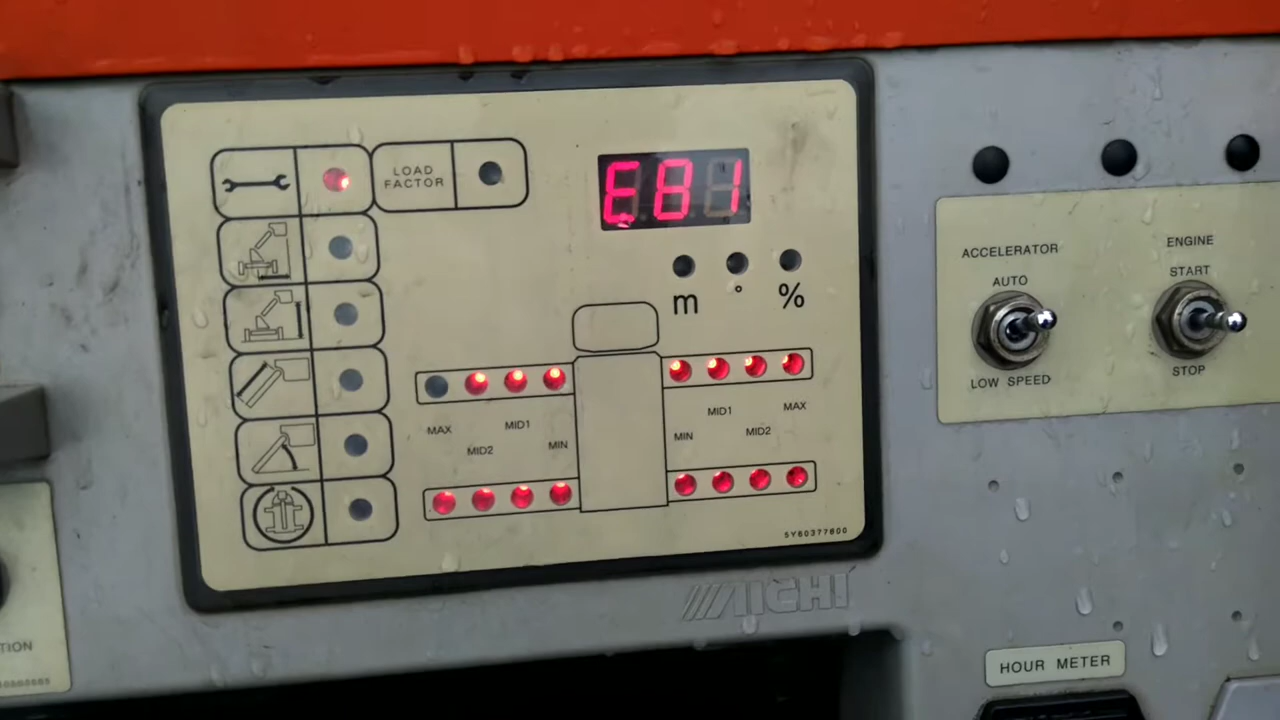 LOAD
FACTOR
E81
m
°
%
ACCELERATOR
AUTO
LOW SPEED
ENGINE
START
STOP
MAX
MID2
MID1
MIN
MIN
MID1
MID2
MAX
5Y60377800
AICHI
TION
HOUR METER